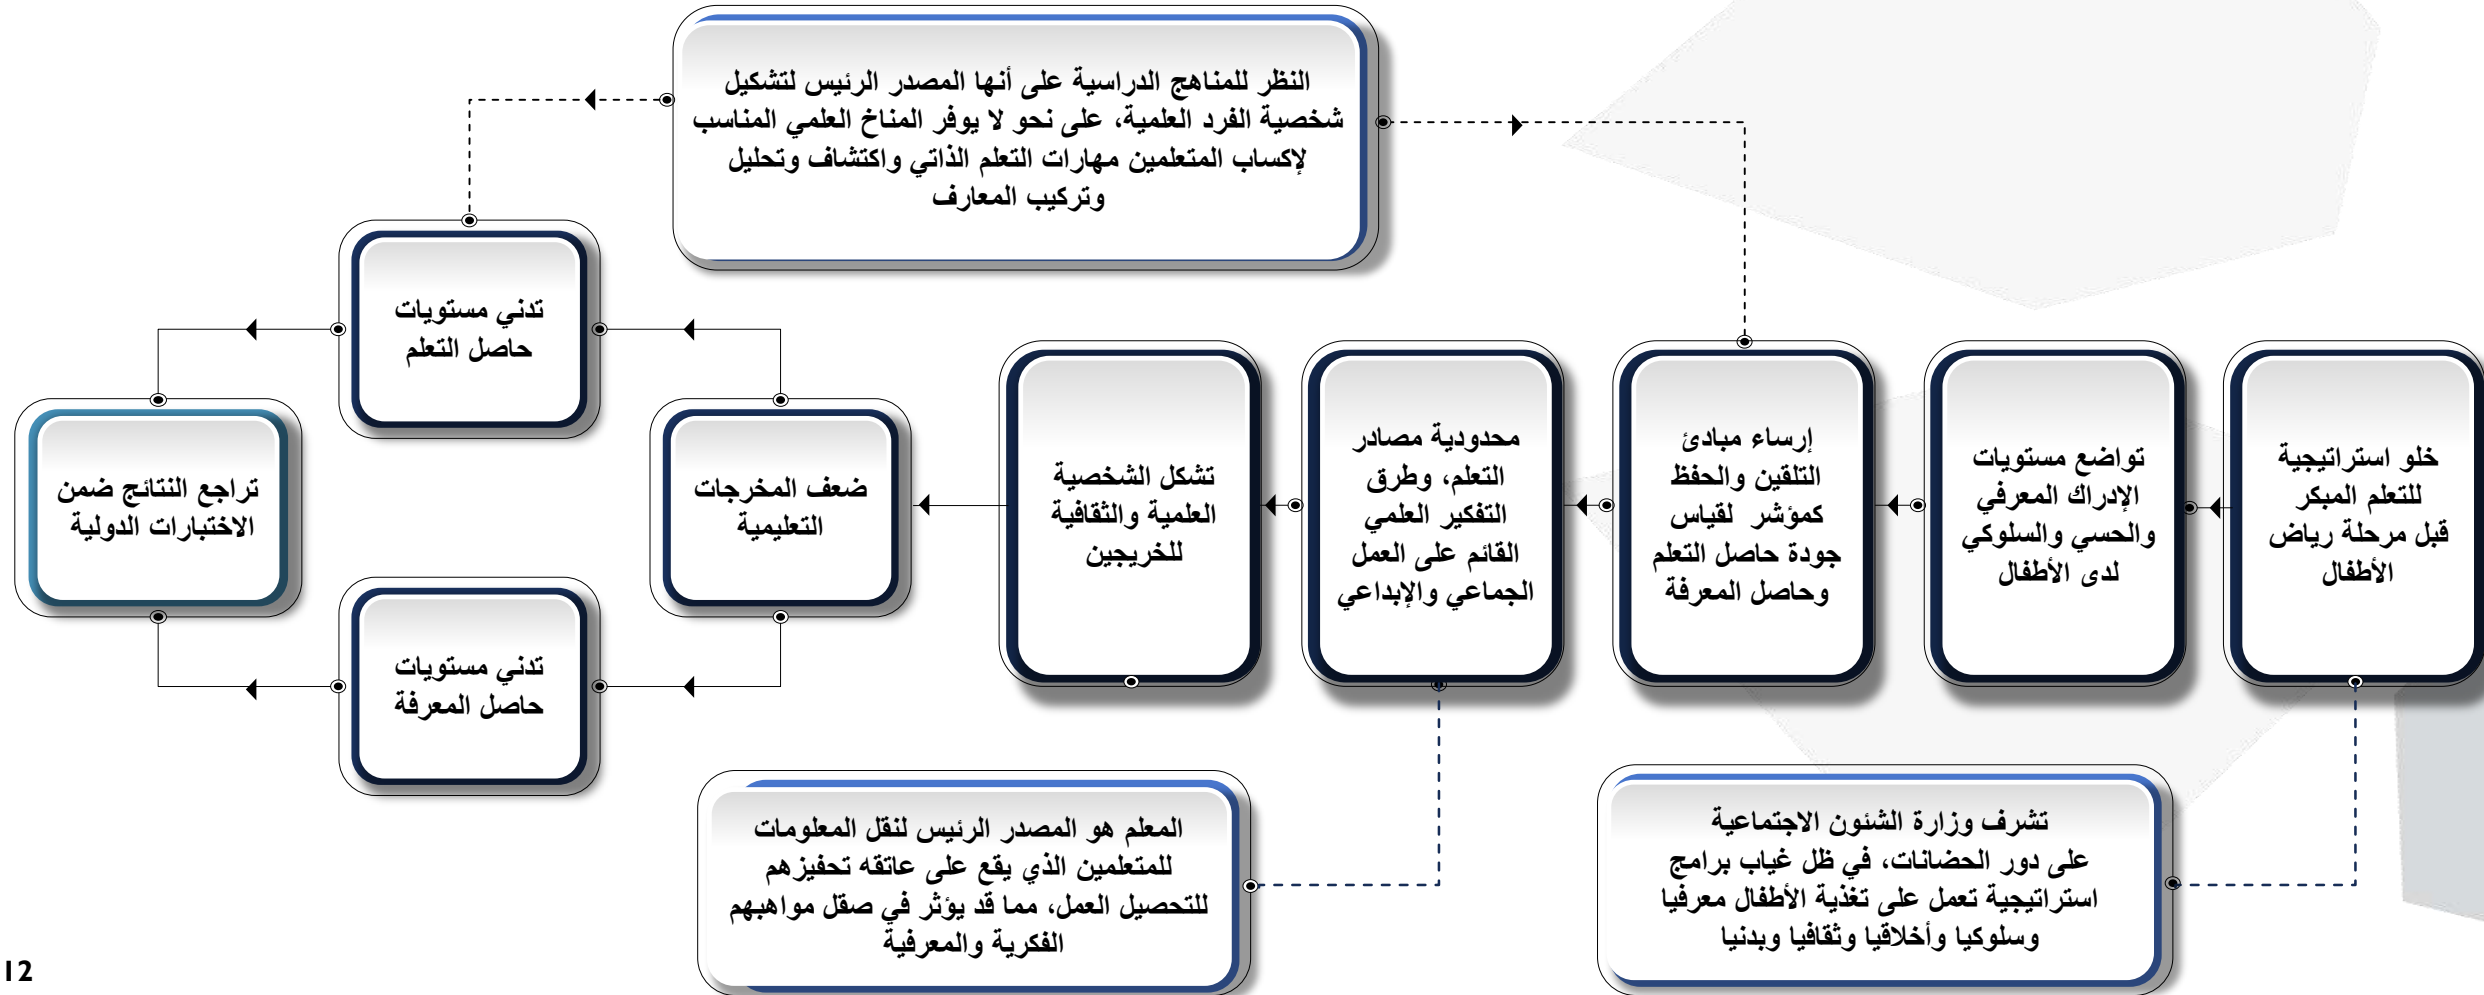 النظر للمناهج الدراسية على أنها المصدر الرئيس لتشكيل
شخصية الفرد العلمية، على نحو لا يوفر المناخ العلمي المناسب
لإكساب المتعلمين مهارات التعلم الذاتي واكتشاف وتحليل
وتركيب المعارف
خلو استراتيجية
للتعلم المبكر
قبل مرحلة رياض
الأطفال
تواضع مستويات
الإدراك المعرفي
والحسي والسلوكي
لدى الأطفال
إرساء مبادئ
التلقين والحفظ
كمؤشر لقياس
جودة حاصل التعلم
وحاصل المعرفة
محدودية مصادر
التعلم، وطرق
التفكير العلمي
القائم على العمل
الجماعي والإبداعي
تشكل الشخصية
العلمية والثقافية
للخريجين
ضعف المخرجات
التعليمية
تدني مستويات
حاصل التعلم
تدني مستويات
حاصل المعرفة
تراجع النتائج ضمن
الاختبارات الدولية
تشرف وزارة الشئون الاجتماعية
على دور الحضانات، في ظل غياب برامج
استراتيجية تعمل على تغذية الأطفال معرفيا
وسلوكيا وأخلاقيا وثقافيا وبدنيا
المعلم هو المصدر الرئيس لنقل المعلومات
للمتعلمين الذي يقع على عاتقه تحفيزهم
للتحصيل العمل، مما قد يؤثر في صقل مواهبهم
الفكرية والمعرفية
12